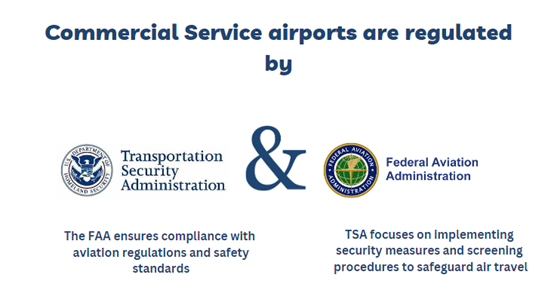 Commercial Service airports are regulated
by
U.S. DEPARTMENT OF
HOMELAND SECURITY
Transportation
Security
Administration
&
FEDERAL AVIATION
ADMINISTRATION
Federal Aviation
Administration
The FAA ensures compliance with
aviation regulations and safety
standards
TSA focuses on implementing
security measures and screening
procedures to safeguard air travel